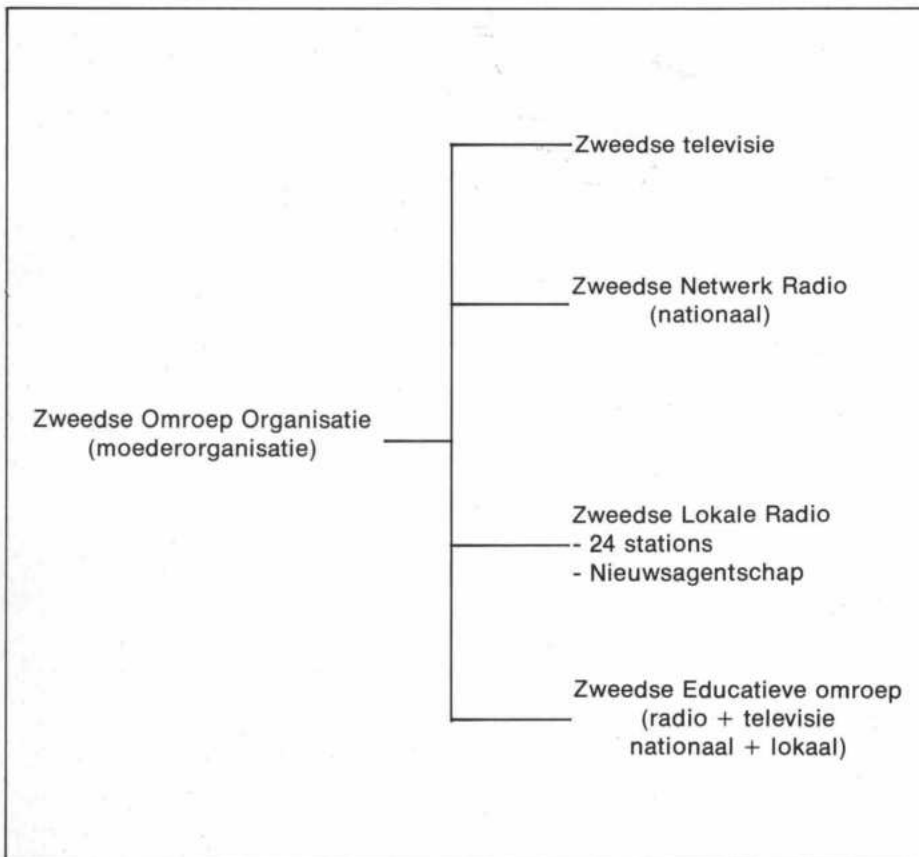 Zweedse televisie
Zweedse Netwerk Radio
(nationaal)
Zweedse Omroep Organisatie
(moederorganisatie)
Zweedse Lokale Radio
- 24 stations
- Nieuwsagentschap
Zweedse Educatieve omroep
(radio + televisie
nationaal + lokaal)